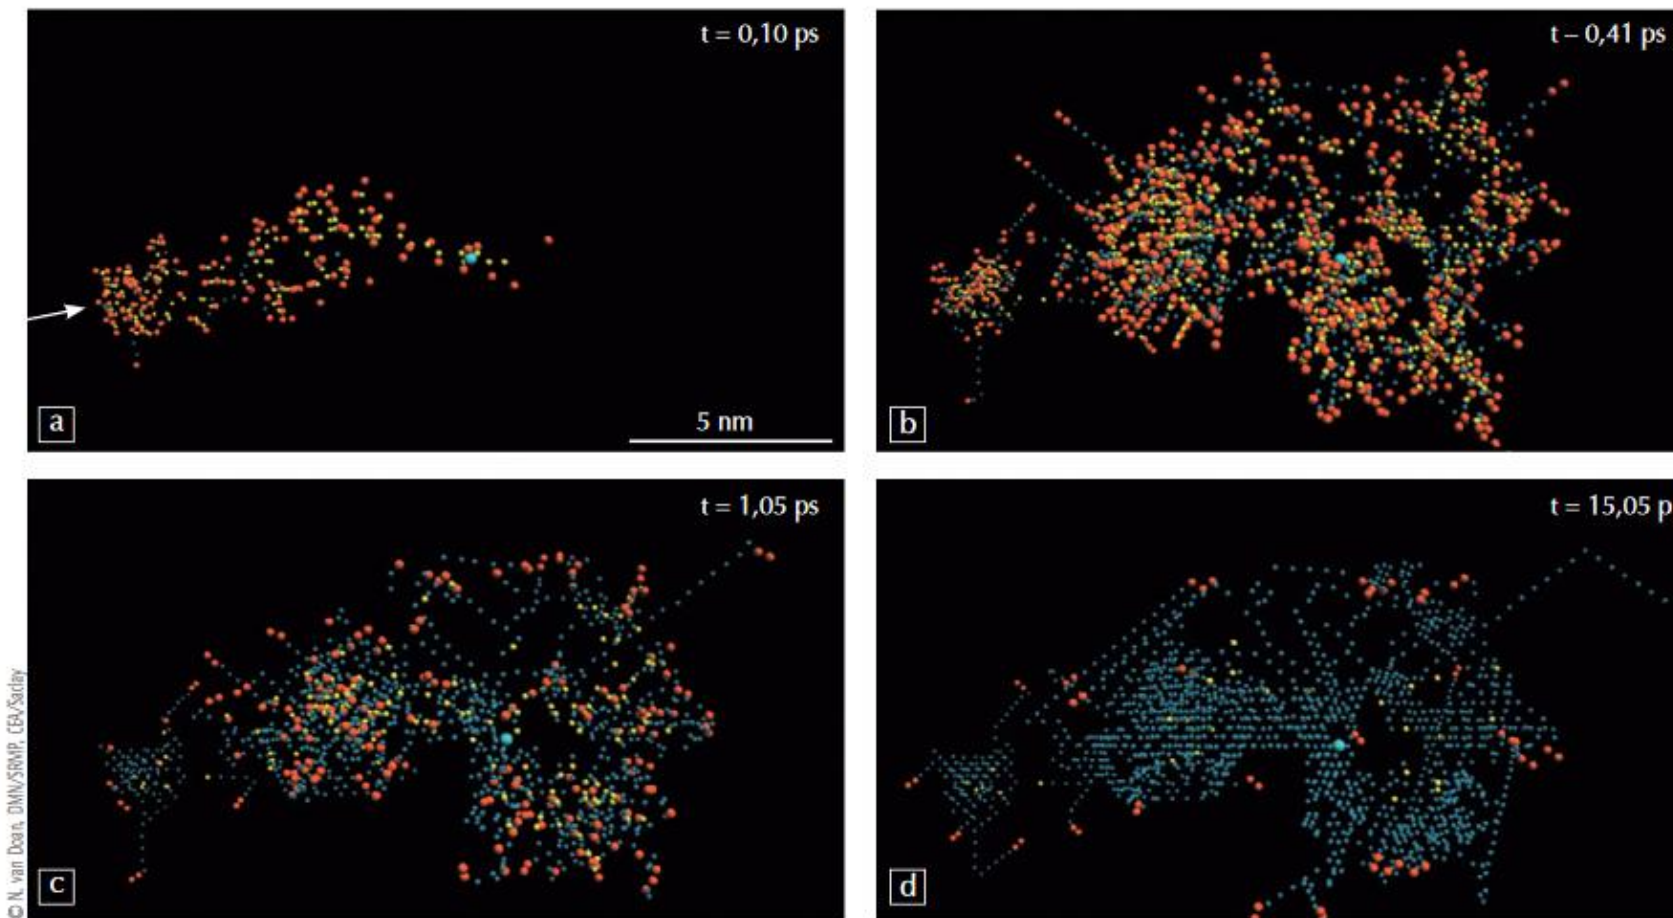 t = 0,10 ps
a
5 nm
t – 0,41 ps
b
t = 1,05 ps
c
t = 15,05 p
d
© N. van Doan, DMN/SRMP, CEA/Saclay